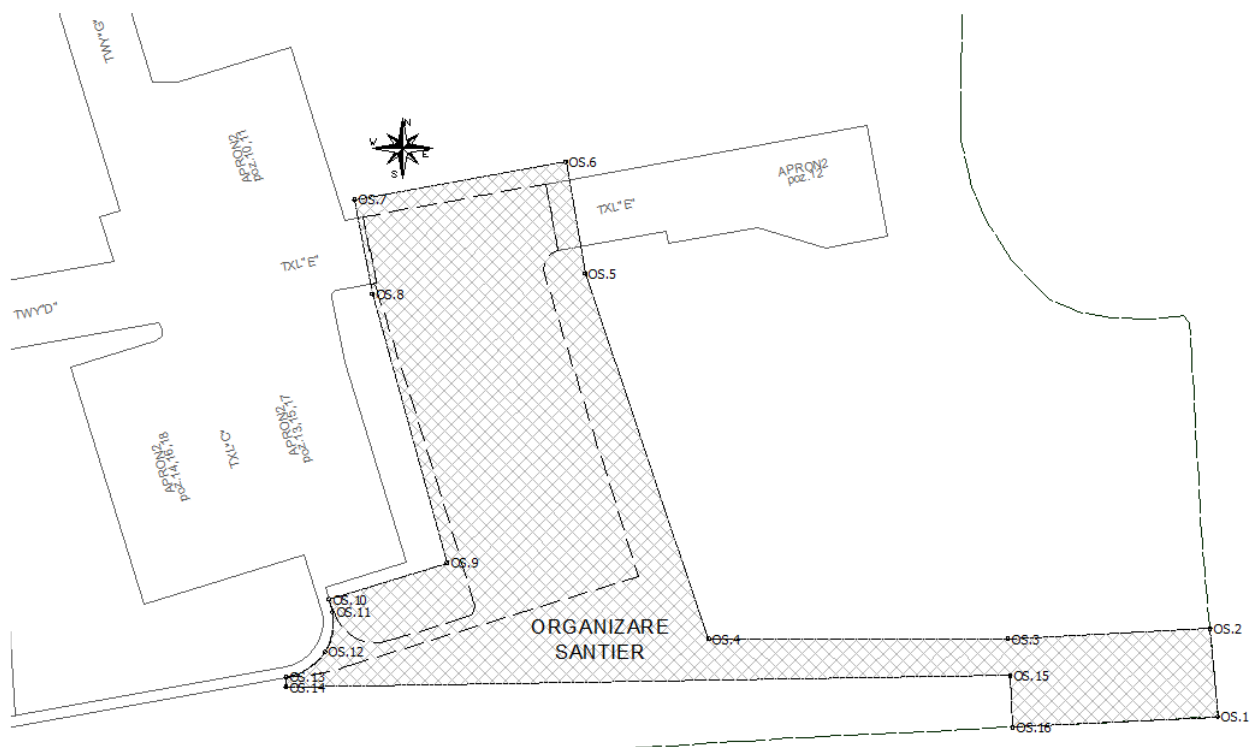 TWY"G"
APRON2
poz.10,11
N
W
E
S
OS.6
APRON2
poz.12
OS.7
TXL"E"
TXL"E"
OS.5
OS.8
TWY"D"
APRON2
poz.13,15,17
TXL"C"
APRON2
poz.14,16,18
OS.9
OS.10
OS.11
ORGANIZARE
SANTIER
OS.2
OS.4
OS.3
OS.12
OS.13
OS.14
OS.15
OS.1
OS.16